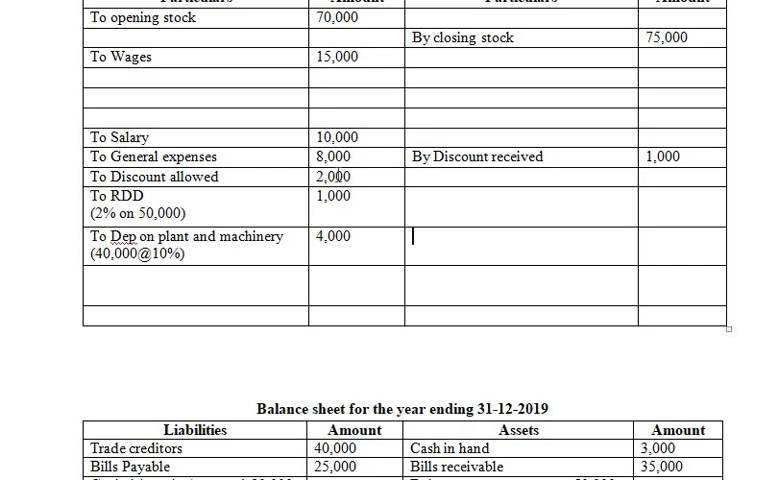 To opening stock 70,000
By closing stock 75,000
To Wages 15,000
To Salary 10,000
To General expenses 8,000 By Discount received 1,000
To Discount allowed 2,000
To RDD 1,000
(2% on 50,000)
To Dep on plant and machinery 4,000
(40,000@10%)
Balance sheet for the year ending 31-12-2019
Liabilities Amount Assets Amount
Trade creditors 40,000 Cash in hand 3,000
Bills Payable 25,000 Bills receivable 35,000